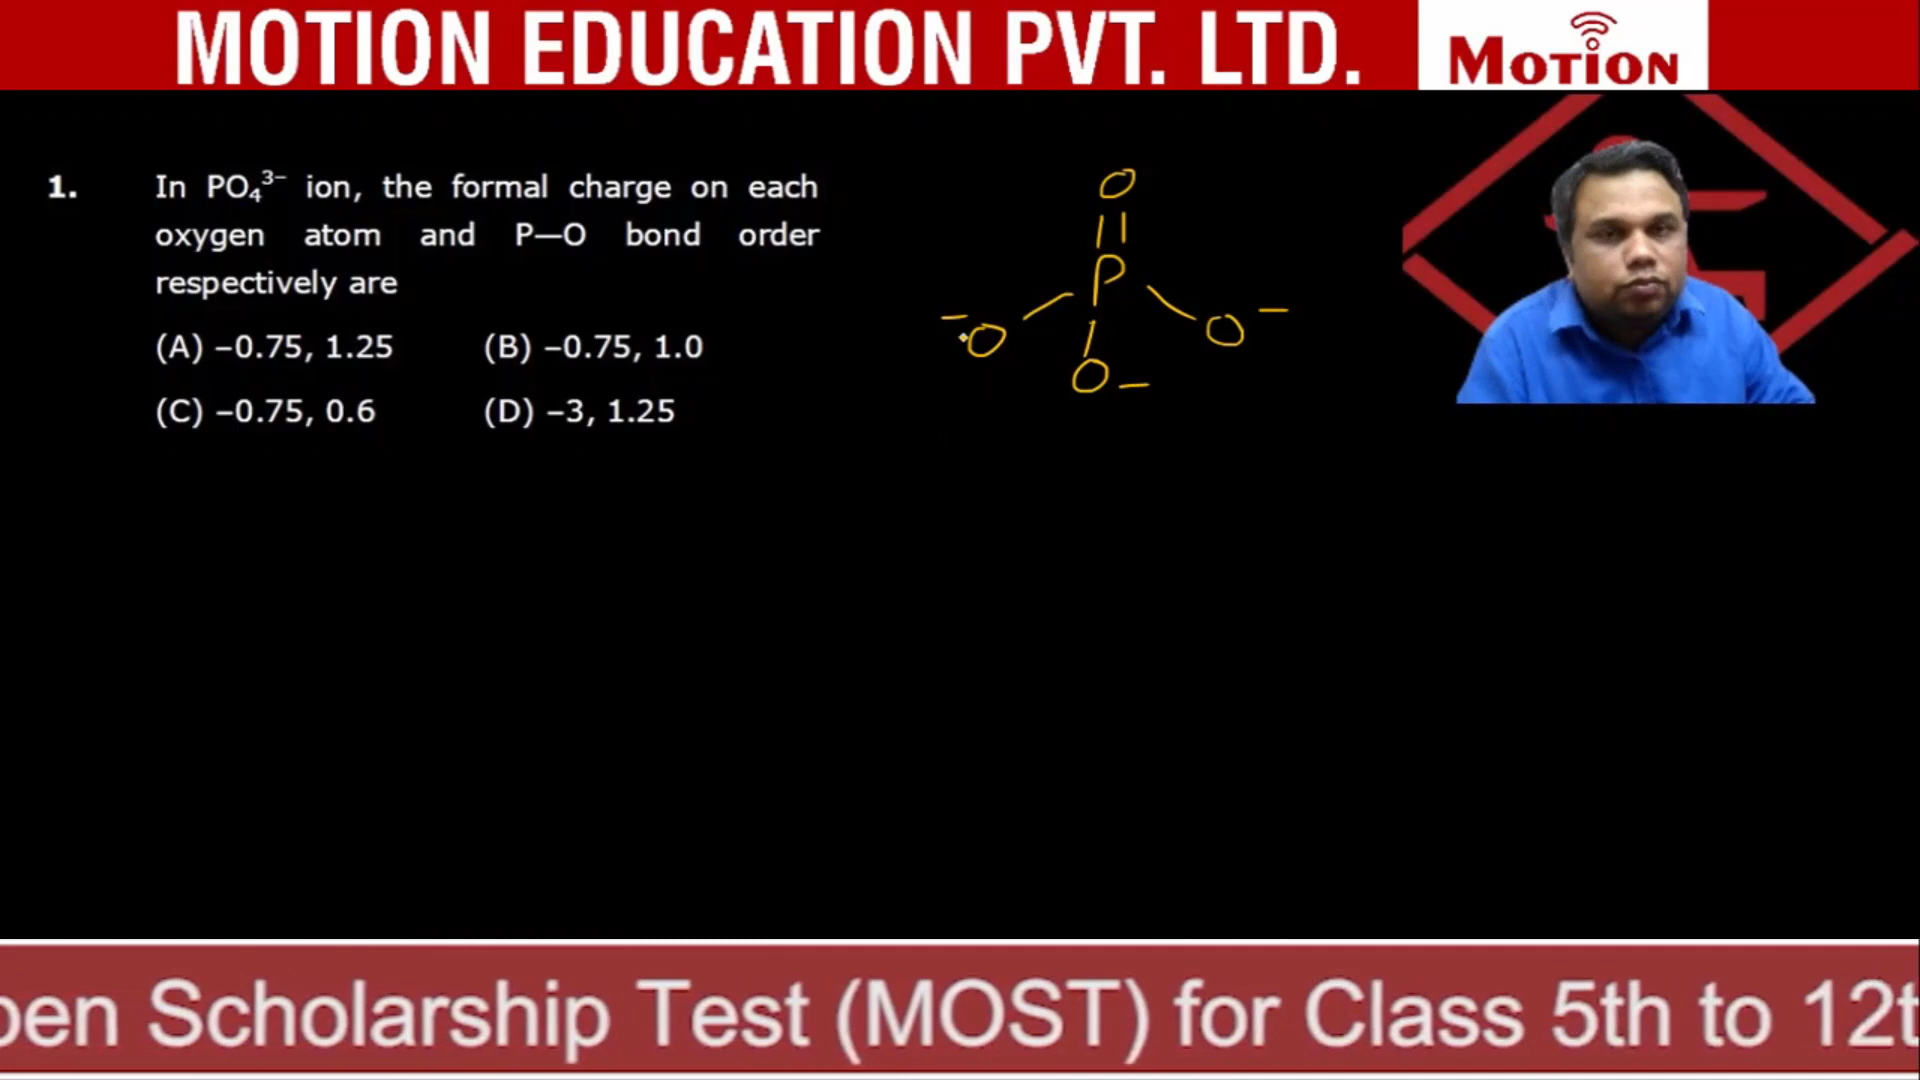 MOTION EDUCATION PVT. LTD.
MOTION
1. In PO₄³⁻ ion, the formal charge on each
oxygen atom and P—O bond order
respectively are
(A) –0.75, 1.25 (B) –0.75, 1.0
(C) –0.75, 0.6 (D) –3, 1.25
O
P
–O O –
O –
pen Scholarship Test (MOST) for Class 5th to 12t